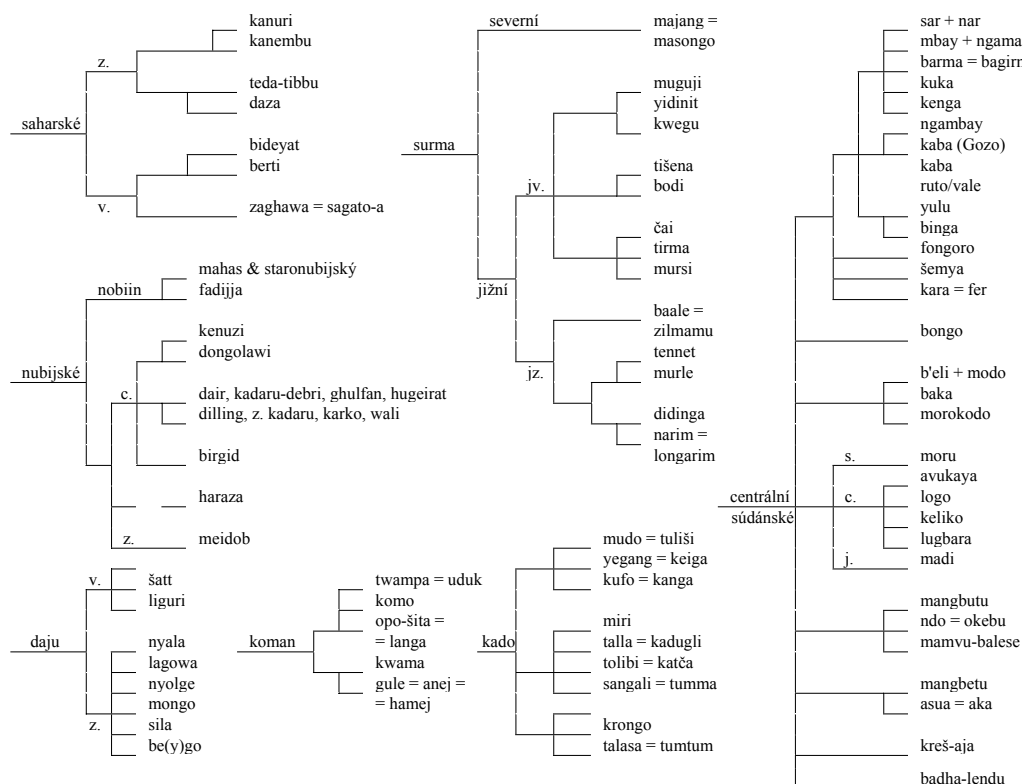 kanuri
kanembu
z.
teda-tibbu
daza
saharské
bideyat
berti
v.
zaghawa = sagato-a
mahas & staronubijský
nobiin
fadijja
kenuzi
dongolawi
nubijské
c.
dair, kadaru-debri, ghulfan, hugeirat
dilling, z. kadaru, karko, wali
birgid
haraza
z.
meidob
v.
šatt
liguri
daju
nyala
lagowa
nyolge
mongo
z.
sila
be(y)go
severní
majang =
masongo
muguji
yidinit
kwegu
surma
tišena
jv.
bodi
čai
tirma
mursi
jižní
baale =
zilmamu
jz.
tennet
murle
didinga
narim =
longarim
twampa = uduk
komo
opo-šita =
= langa
koman
kwama
gule = anej =
= hamej
mudo = tuliši
yegang = keiga
kufo = kanga
kado
miri
talla = kadugli
tolibi = katča
sangali = tumma
krongo
talasa = tumtum
sar + nar
mbay + ngama
barma = bagirm
kuka
kenga
ngambay
kaba (Gozo)
kaba
ruto/vale
yulu
binga
fongoro
šemya
kara = fer
bongo
b'eli + modo
baka
morokodo
s.
moru
avukaya
centrální
súdánské
c.
logo
keliko
lugbara
j.
madi
mangbutu
ndo = okebu
mamvu-balese
mangbetu
asua = aka
kreš-aja
badha-lendu